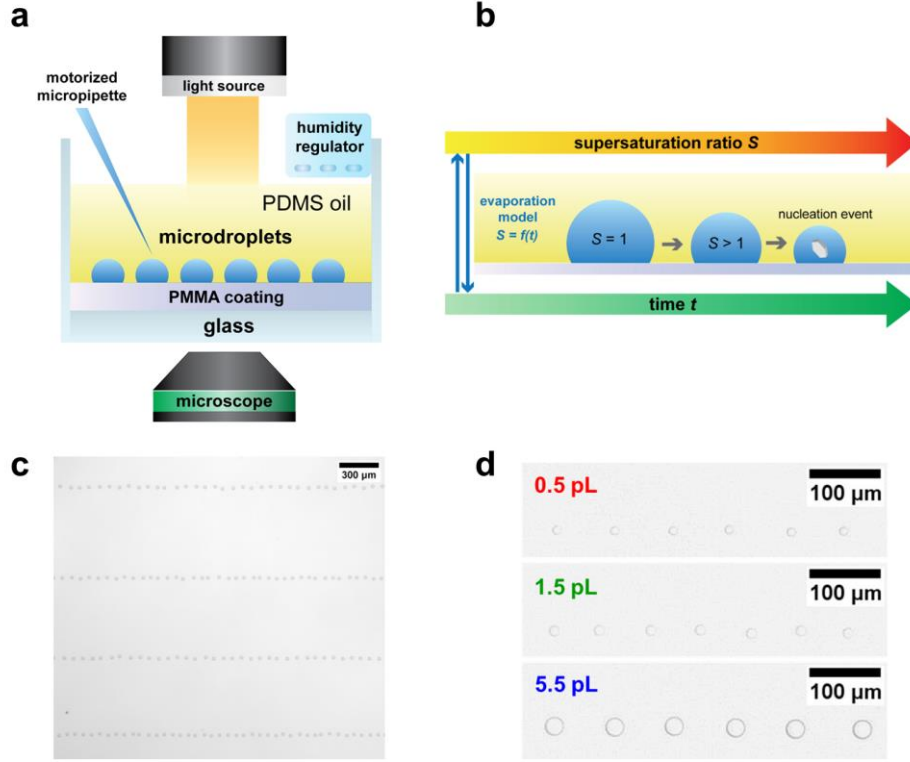 a
motorized
micropipette
light source
humidity
regulator
PDMS oil
microdroplets
PMMA coating
glass
microscope
b
supersaturation ratio S
evaporation
model
S = f(t)
nucleation event
S = 1
S > 1
time t
c
300 µm
d
0.5 pL
100 µm
1.5 pL
100 µm
5.5 pL
100 µm